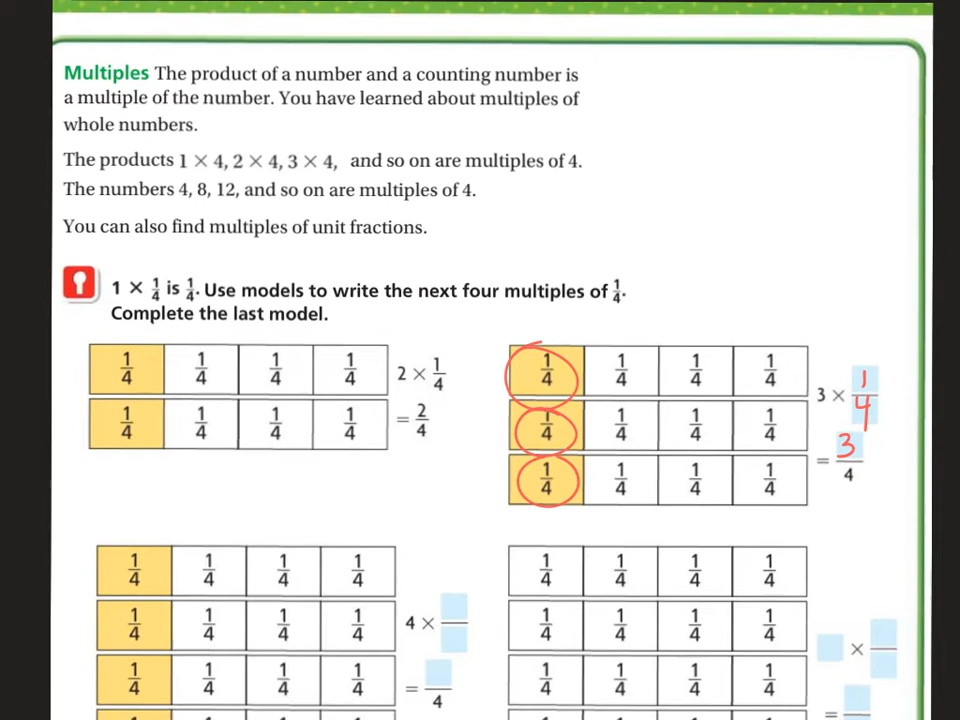 Multiples The product of a number and a counting number is
a multiple of the number. You have learned about multiples of
whole numbers.
The products 1 × 4, 2 × 4, 3 × 4, and so on are multiples of 4.
The numbers 4, 8, 12, and so on are multiples of 4.
You can also find multiples of unit fractions.
1 × 1/4 is 1/4. Use models to write the next four multiples of 1/4.
Complete the last model.
1/4 1/4 1/4 1/4
1/4 1/4 1/4 1/4
2 × 1/4
= 2/4
1/4 1/4 1/4 1/4
1/4 1/4 1/4 1/4
1/4 1/4 1/4 1/4
3 × 1/4
= 3/4
1/4 1/4 1/4 1/4
1/4 1/4 1/4 1/4
1/4 1/4 1/4 1/4
4 ×
= /4
1/4 1/4 1/4 1/4
1/4 1/4 1/4 1/4
1/4 1/4 1/4 1/4
×
=